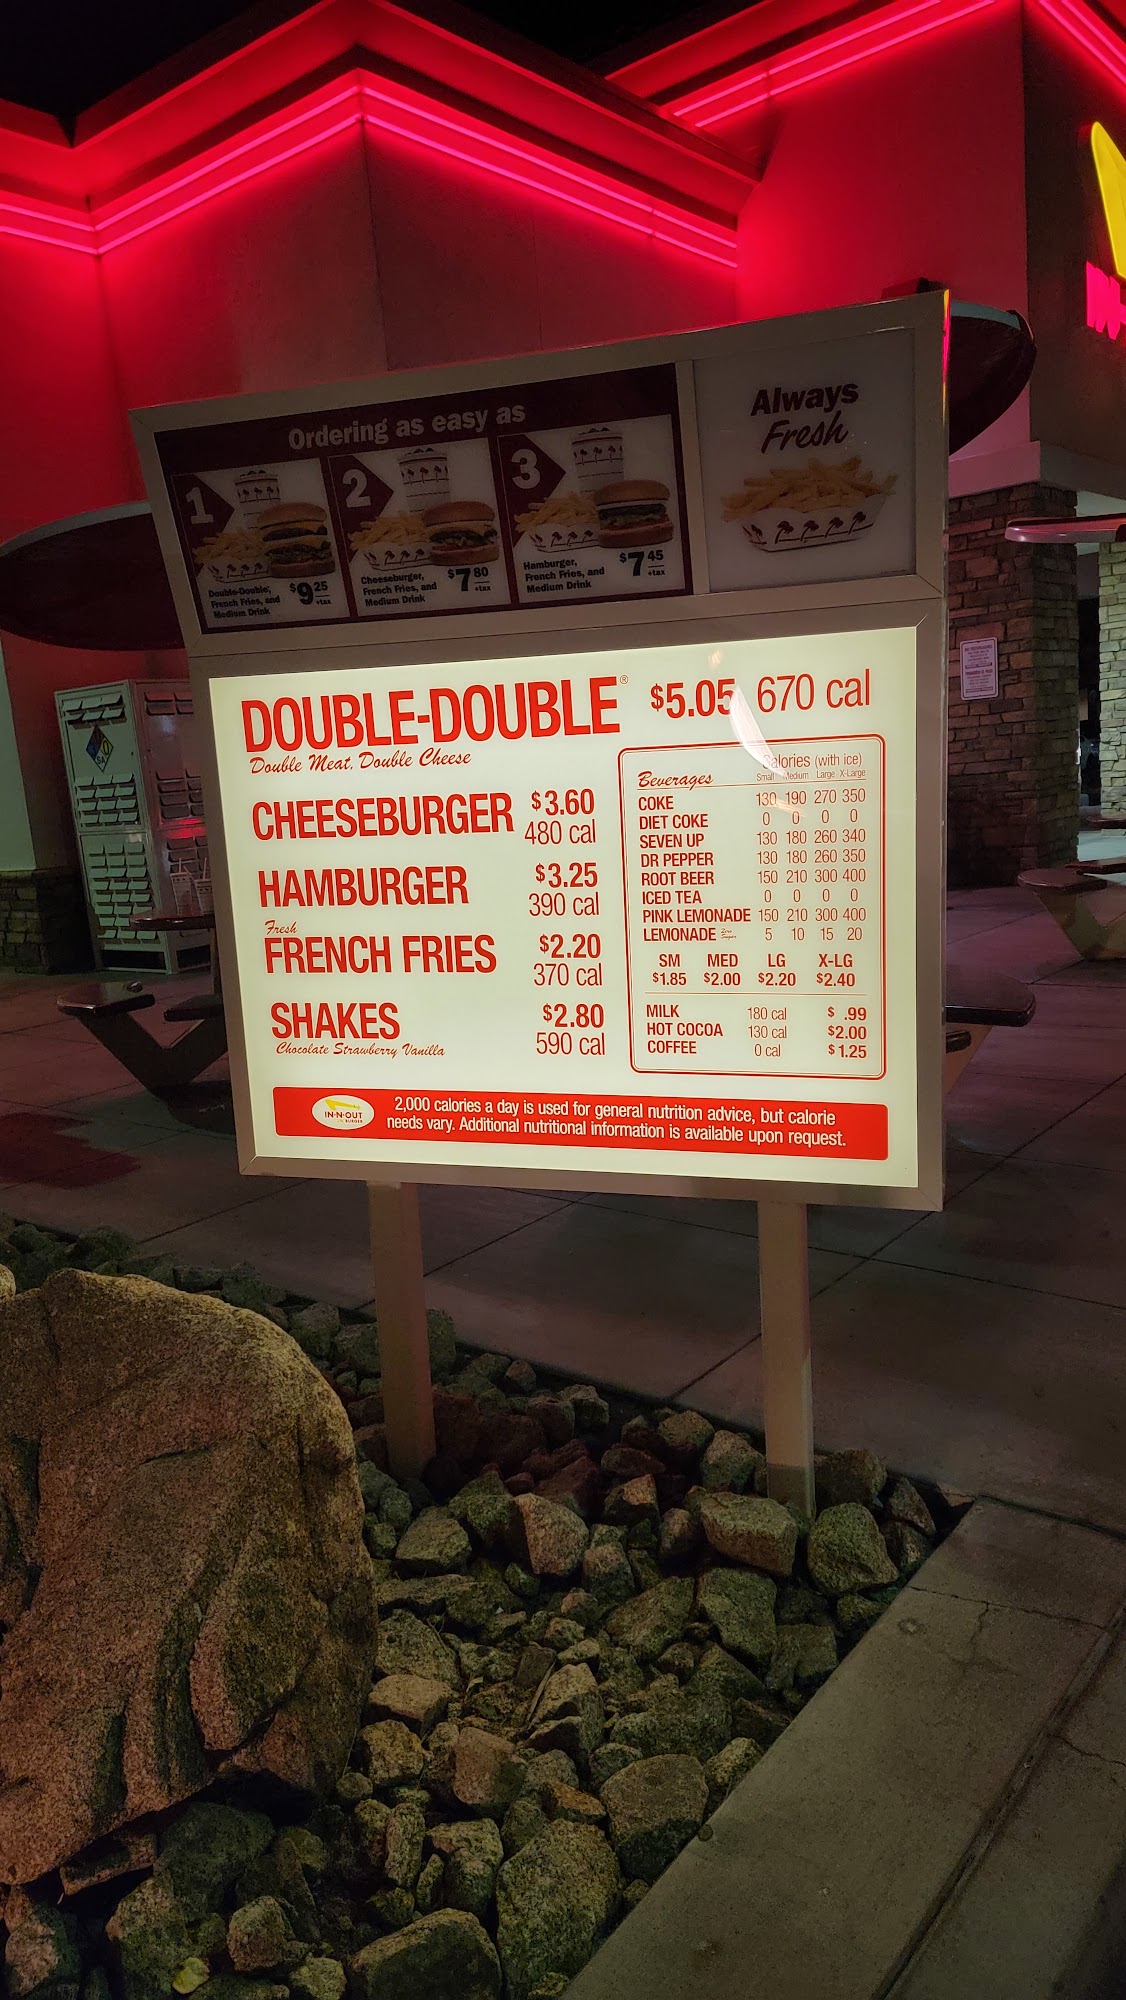 Ordering as easy as
1
Double-Double,
French Fries, and
Medium Drink
$9.25
+tax
2
Cheeseburger,
French Fries, and
Medium Drink
$7.80
+tax
3
Hamburger,
French Fries, and
Medium Drink
$7.45
+tax
Always
Fresh
DOUBLE-DOUBLE® $5.05 670 cal
Double Meat, Double Cheese
CHEESEBURGER $3.60
480 cal
HAMBURGER $3.25
390 cal
Fresh
FRENCH FRIES $2.20
370 cal
SHAKES $2.80
Chocolate Strawberry Vanilla 590 cal
Calories (with ice)
Beverages Small Medium Large X-Large
COKE 130 190 270 350
DIET COKE 0 0 0 0
SEVEN UP 130 180 260 340
DR PEPPER 130 180 260 350
ROOT BEER 150 210 300 400
ICED TEA 0 0 0 0
PINK LEMONADE 150 210 300 400
LEMONADE Zero Sugar 5 10 15 20
SM MED LG X-LG
$1.85 $2.00 $2.20 $2.40
MILK 180 cal $ .99
HOT COCOA 130 cal $2.00
COFFEE 0 cal $1.25
IN-N-OUT
BURGER
2,000 calories a day is used for general nutrition advice, but calorie
needs vary. Additional nutritional information is available upon request.